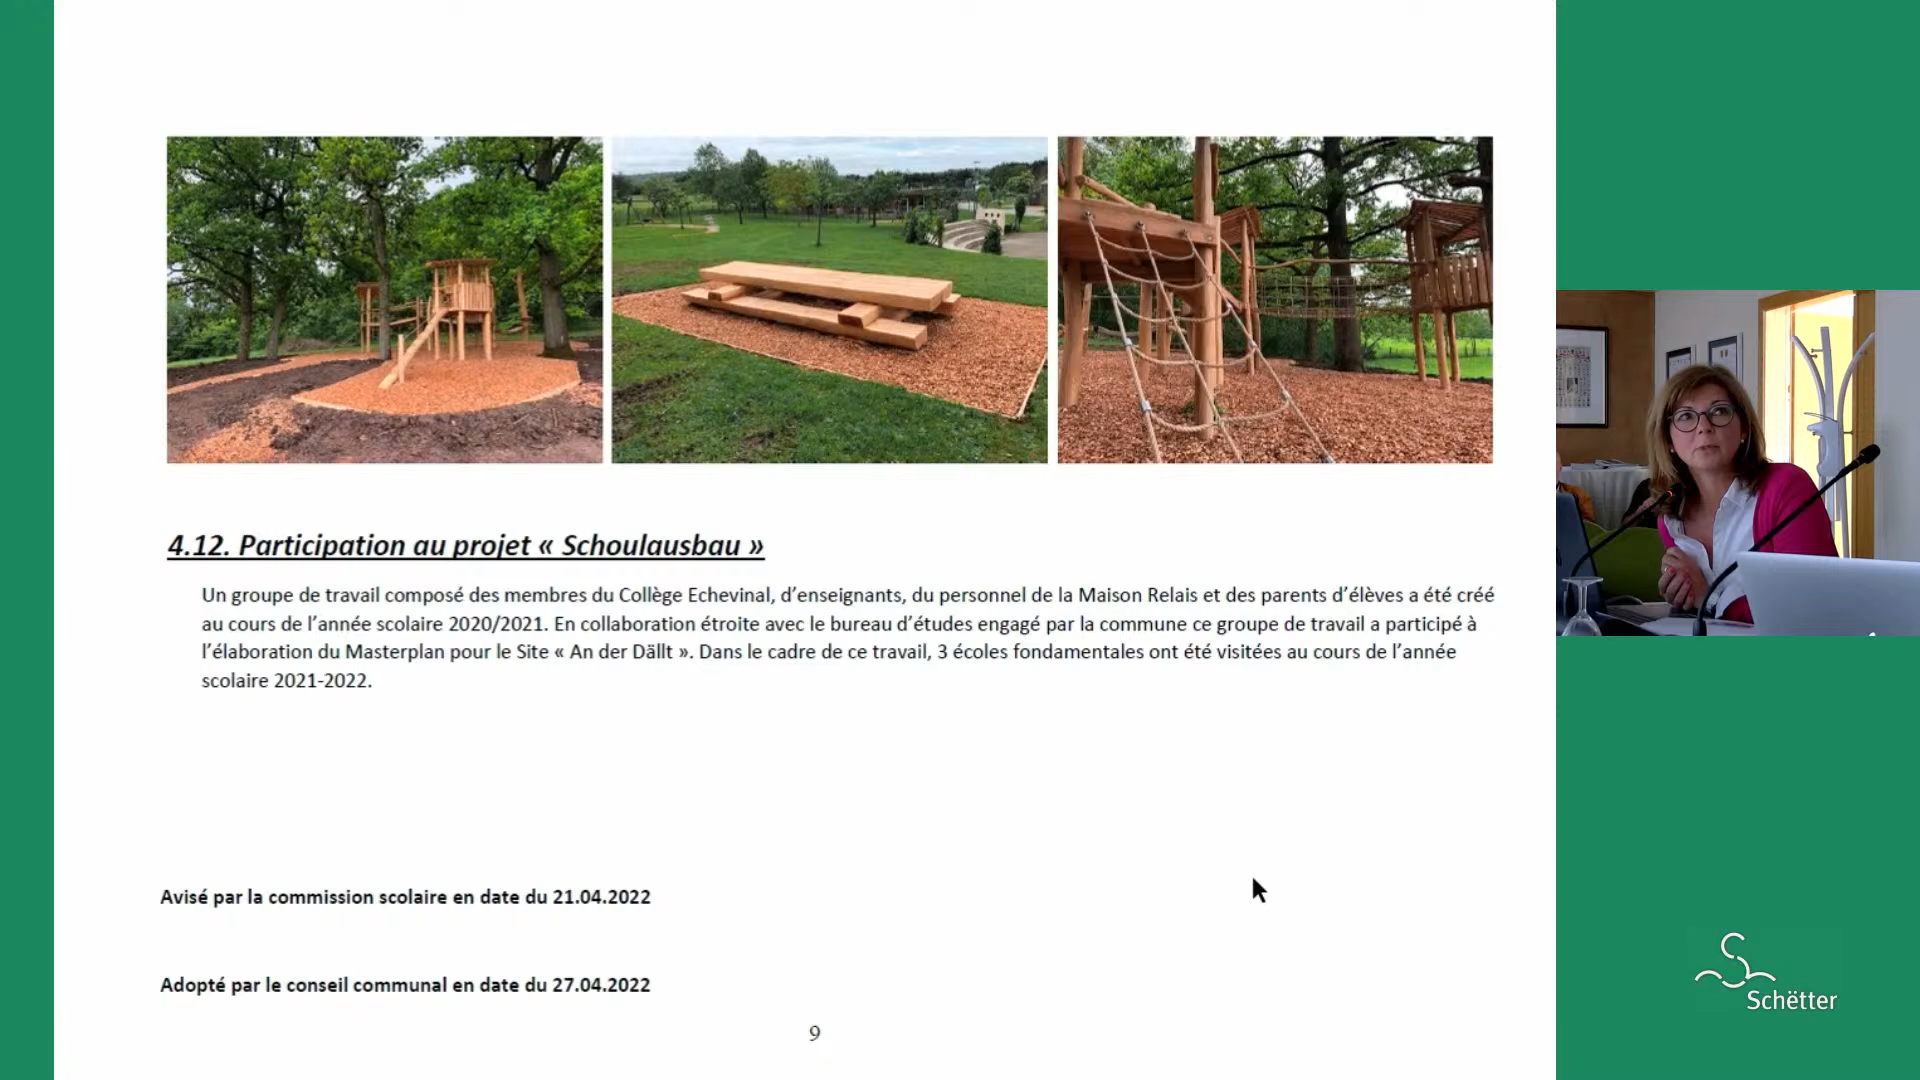 4.12. Participation au projet « Schoulausbau »
Un groupe de travail composé des membres du Collège Echevinal, d’enseignants, du personnel de la Maison Relais et des parents d’élèves a été créé
au cours de l’année scolaire 2020/2021. En collaboration étroite avec le bureau d’études engagé par la commune ce groupe de travail a participé à
l’élaboration du Masterplan pour le Site « An der Dällt ». Dans le cadre de ce travail, 3 écoles fondamentales ont été visitées au cours de l’année
scolaire 2021-2022.
Avisé par la commission scolaire en date du 21.04.2022
Adopté par le conseil communal en date du 27.04.2022
9
Schëtter